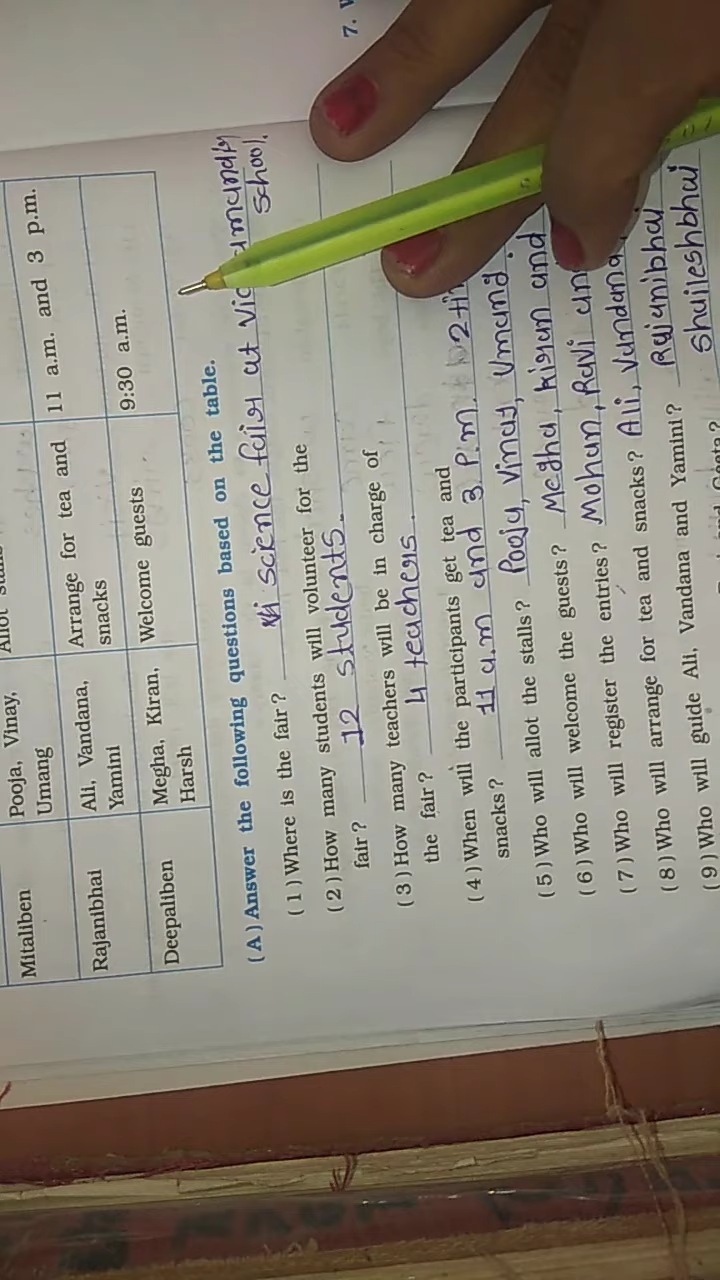 Mitaliben Pooja, Vinay, Umang 11 a.m. and 3 p.m.
Rajanibhai Ali, Vandana, Yamini Arrange for tea and snacks
Deepaliben Megha, Kiran, Harsh Welcome guests 9:30 a.m.
(A) Answer the following questions based on the table.
(1) Where is the fair? science fair at
school.
(2) How many students will volunteer for the
fair? 12 students.
(3) How many teachers will be in charge of
the fair? 4 teachers.
(4) When will the participants get tea and
snacks? 11 a.m and 3 P.m.
(5) Who will allot the stalls? Pooja, Vinay, Umang.
(6) Who will welcome the guests? Megha, Kiran and
(7) Who will register the entries? Mohan, Ravi
(8) Who will arrange for tea and snacks? Ali, Vandana,
(9) Who will guide Ali, Vandana and Yamini? Rajanibhai
Shaileshbhai
7.